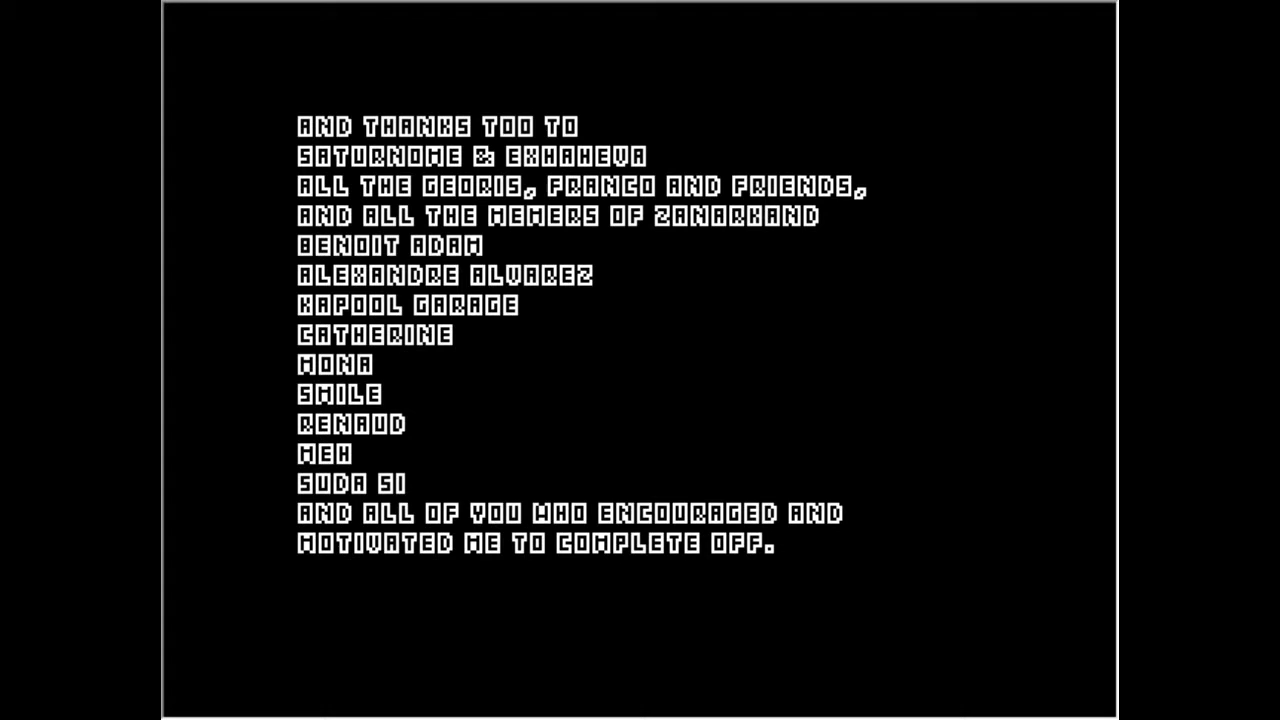 AND THANKS TOO TO
SATURNOME & EXHAHEVA
ALL THE GEORIS, FRANCO AND FRIENDS,
AND ALL THE MEMERS OF ZANARKAND
BENOIT ADAM
ALEXANDRE ALVAREZ
KAPOOL GARAGE
CATHERINE
MONA
SMILE
RENAUD
MEH
SUDA 51
AND ALL OF YOU WHO ENCOURAGED AND
MOTIVATED ME TO COMPLETE OFF.